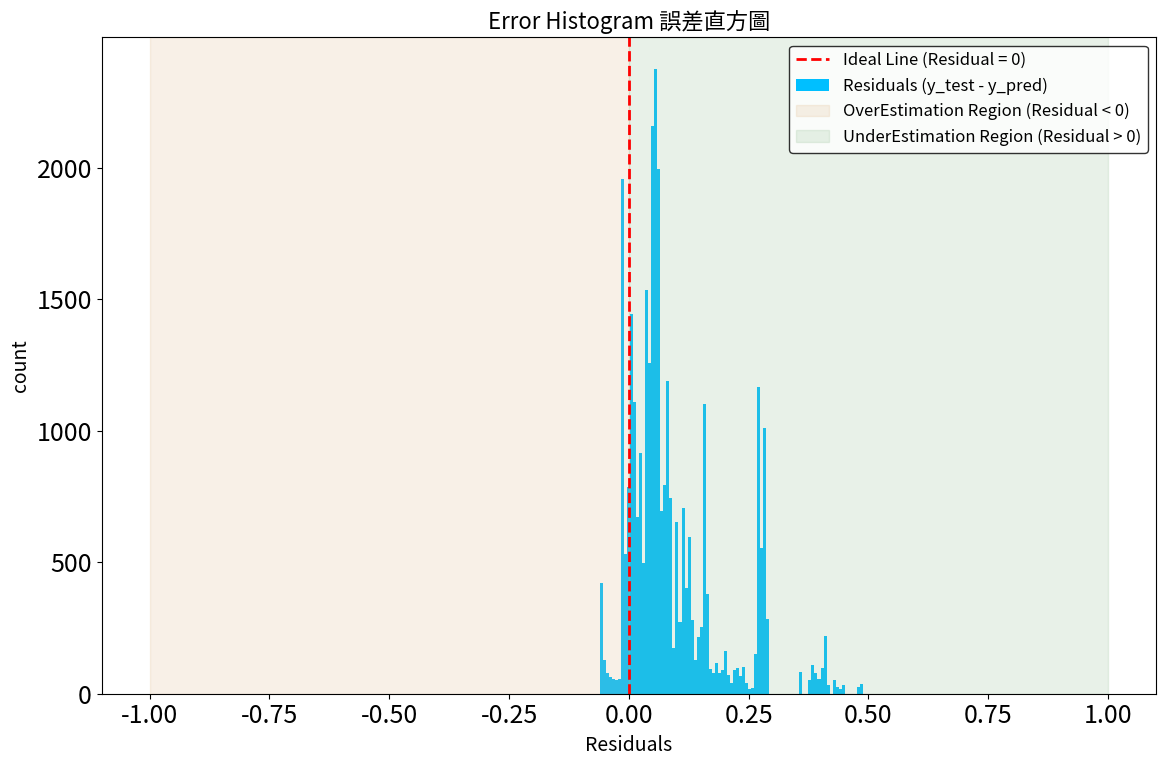 Error Histogram 誤差直方圖
Ideal Line (Residual = 0)
Residuals (y_test - y_pred)
OverEstimation Region (Residual < 0)
UnderEstimation Region (Residual > 0)
2000
1500
1000
500
0
count
-1.00 -0.75 -0.50 -0.25 0.00 0.25 0.50 0.75 1.00
Residuals